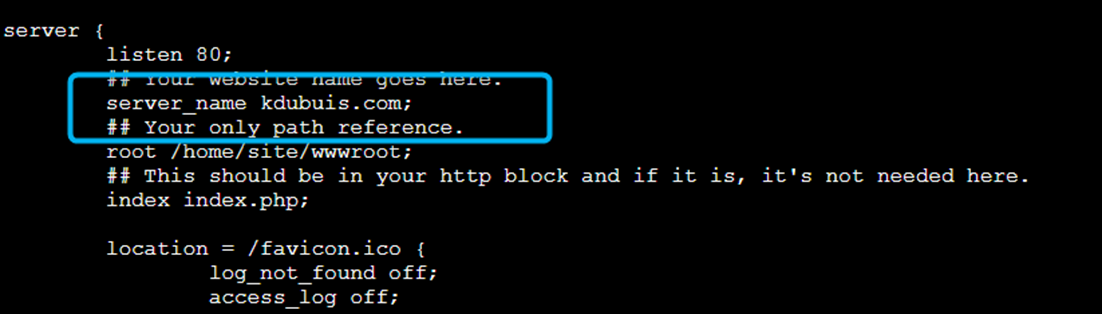 server {
listen 80;
## Your website name goes here.
server_name kdubuis.com;
## Your only path reference.
root /home/site/wwwroot;
## This should be in your http block and if it is, it's not needed here.
index index.php;
location = /favicon.ico {
log_not_found off;
access_log off;